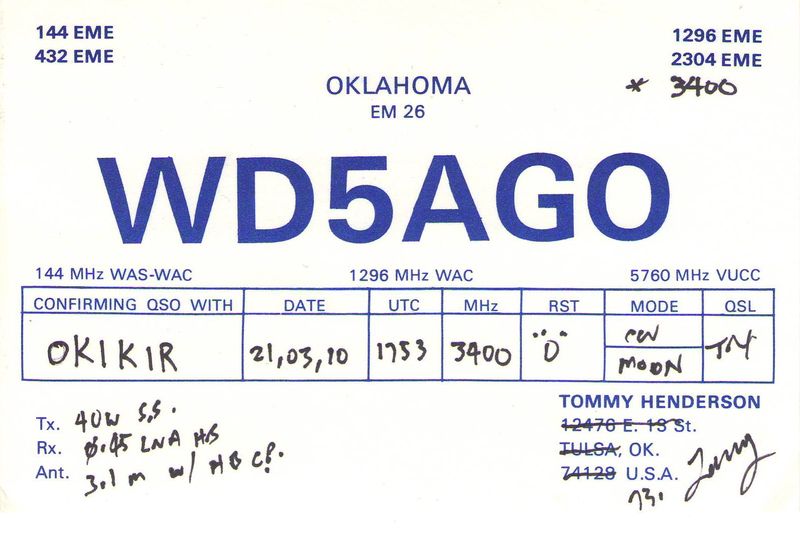 144 EME
432 EME
1296 EME
2304 EME
* 3400
OKLAHOMA
EM 26
WD5AGO
144 MHz WAS-WAC 1296 MHz WAC 5760 MHz VUCC
CONFIRMING QSO WITH DATE UTC MHz RST MODE QSL
OK1KIR 21,03,10 1753 3400 "O" CW TNX
MOON
Tx. 40W S.S.
Rx. 0.45 LNA HB
Ant. 3.1 m w/ HB CP.
TOMMY HENDERSON
12476 E. 13 St.
TULSA, OK.
74128 U.S.A.
73. Tommy